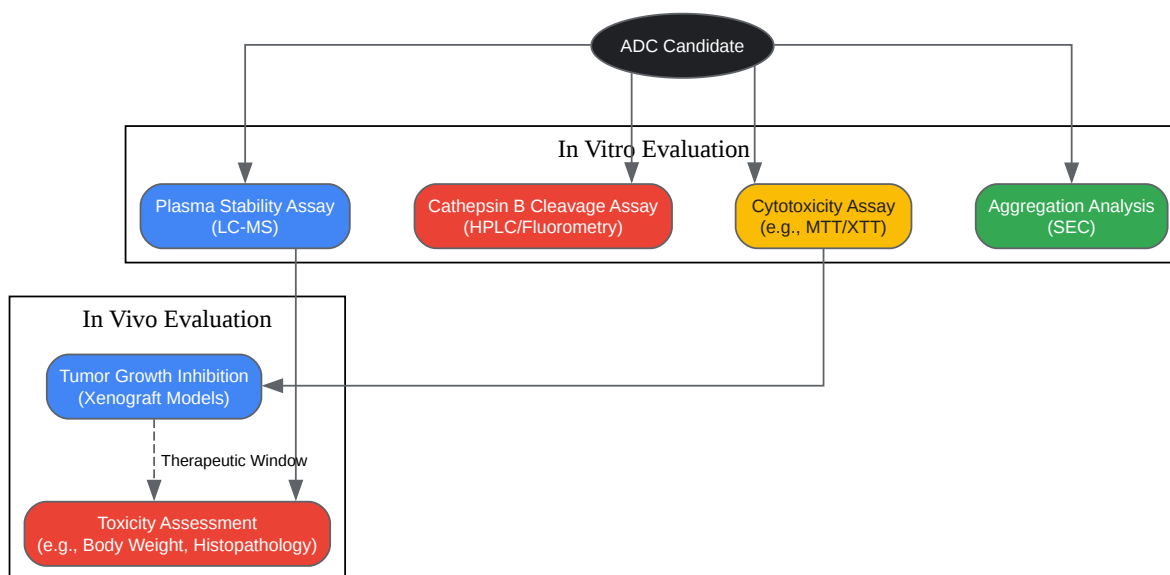 ADC Candidate
In Vitro Evaluation
Plasma Stability Assay
(LC-MS)
Cathepsin B Cleavage Assay
(HPLC/Fluorometry)
Cytotoxicity Assay
(e.g., MTT/XTT)
Aggregation Analysis
(SEC)
In Vivo Evaluation
Tumor Growth Inhibition
(Xenograft Models)
Therapeutic Window
Toxicity Assessment
(e.g., Body Weight, Histopathology)